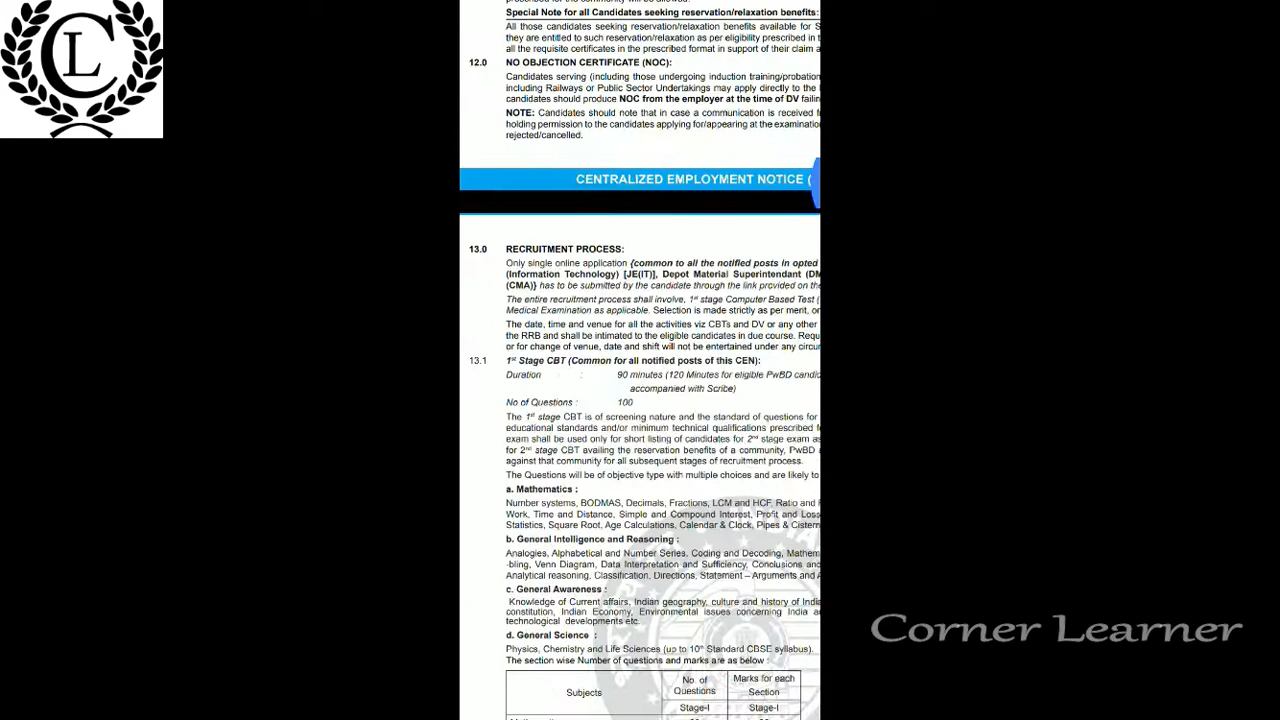 CL
prescribed for the community will be allowed.
Special Note for all Candidates seeking reservation/relaxation benefits:
All those candidates seeking reservation/relaxation benefits available for S
they are entitled to such reservation/relaxation as per eligibility prescribed in t
all the requisite certificates in the prescribed format in support of their claim a
12.0 NO OBJECTION CERTIFICATE (NOC):
Candidates serving (including those undergoing induction training/probation
including Railways or Public Sector Undertakings may apply directly to the
candidates should produce NOC from the employer at the time of DV failin
NOTE: Candidates should note that in case a communication is received f
holding permission to the candidates applying for/appearing at the examination
rejected/cancelled.
CENTRALIZED EMPLOYMENT NOTICE (
13.0 RECRUITMENT PROCESS:
Only single online application {common to all the notified posts in opted
(Information Technology) [JE(IT)], Depot Material Superintendant (DM
(CMA)} has to be submitted by the candidate through the link provided on the
The entire recruitment process shall involve, 1st stage Computer Based Test (
Medical Examination as applicable. Selection is made strictly as per merit, on
The date, time and venue for all the activities viz CBTs and DV or any other
the RRB and shall be intimated to the eligible candidates in due course. Requ
or for change of venue, date and shift will not be entertained under any circu
13.1 1st Stage CBT (Common for all notified posts of this CEN):
Duration : 90 minutes (120 Minutes for eligible PwBD candid
accompanied with Scribe)
No of Questions : 100
The 1st stage CBT is of screening nature and the standard of questions for
educational standards and/or minimum technical qualifications prescribed f
exam shall be used only for short listing of candidates for 2nd stage exam as
for 2nd stage CBT availing the reservation benefits of a community, PwBD a
against that community for all subsequent stages of recruitment process.
The Questions will be of objective type with multiple choices and are likely to
a. Mathematics :
Number systems, BODMAS, Decimals, Fractions, LCM and HCF, Ratio and P
Work, Time and Distance, Simple and Compound Interest, Profit and Loss
Statistics, Square Root, Age Calculations, Calendar & Clock, Pipes & Cistern
b. General Intelligence and Reasoning :
Analogies, Alphabetical and Number Series, Coding and Decoding, Mathem
-bling, Venn Diagram, Data Interpretation and Sufficiency, Conclusions and
Analytical reasoning, Classification, Directions, Statement – Arguments and A
c. General Awareness :
Knowledge of Current affairs, Indian geography, culture and history of India
constitution, Indian Economy, Environmental issues concerning India a
technological developments etc.
Corner Learner
d. General Science :
Physics, Chemistry and Life Sciences (up to 10th Standard CBSE syllabus).
The section wise Number of questions and marks are as below :
Subjects
No. of Questions
Marks for each Section
Stage-I
Stage-I